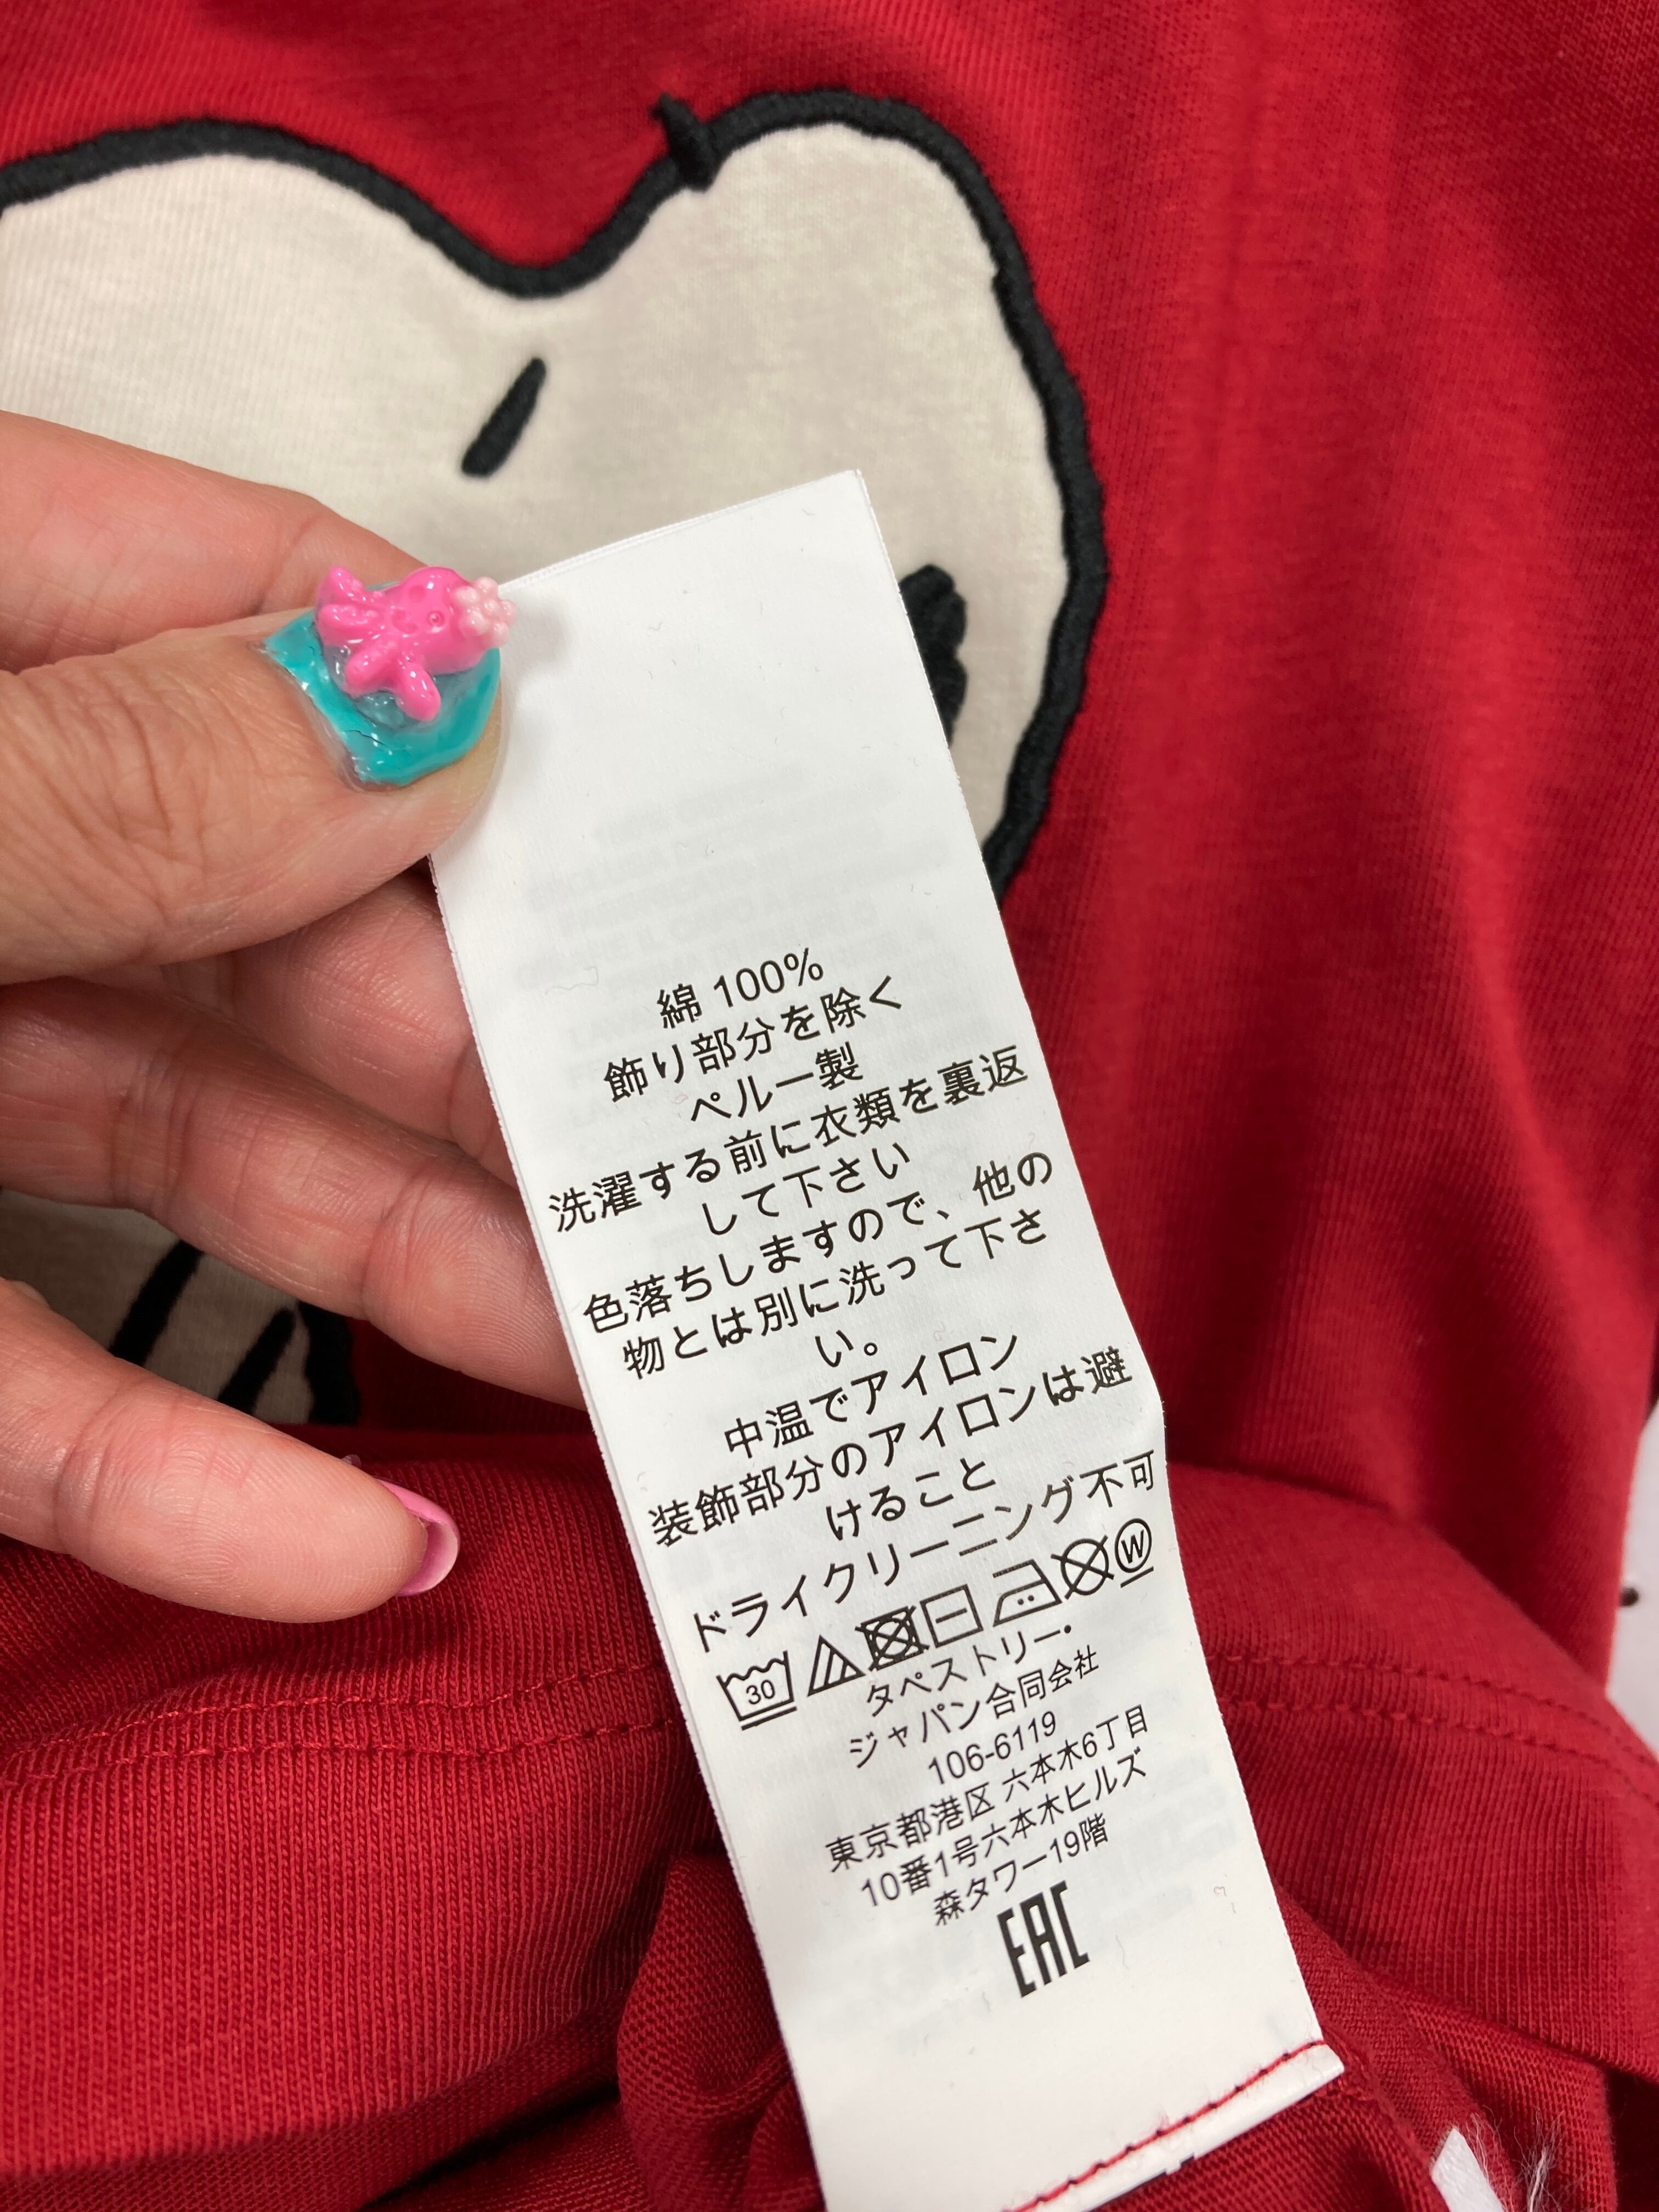 綿 100%
飾り部分を除く
ペルー製
洗濯する前に衣類を裏返
して下さい
色落ちしますので、他の
物とは別に洗って下さ
い。
中温でアイロン
装飾部分のアイロンは避
けること
ドライクリーニング不可
30 W
タペストリー・
ジャパン合同会社
106-6119
東京都港区 六本木6丁目
10番1号六本木ヒルズ
森タワー19階
EAC